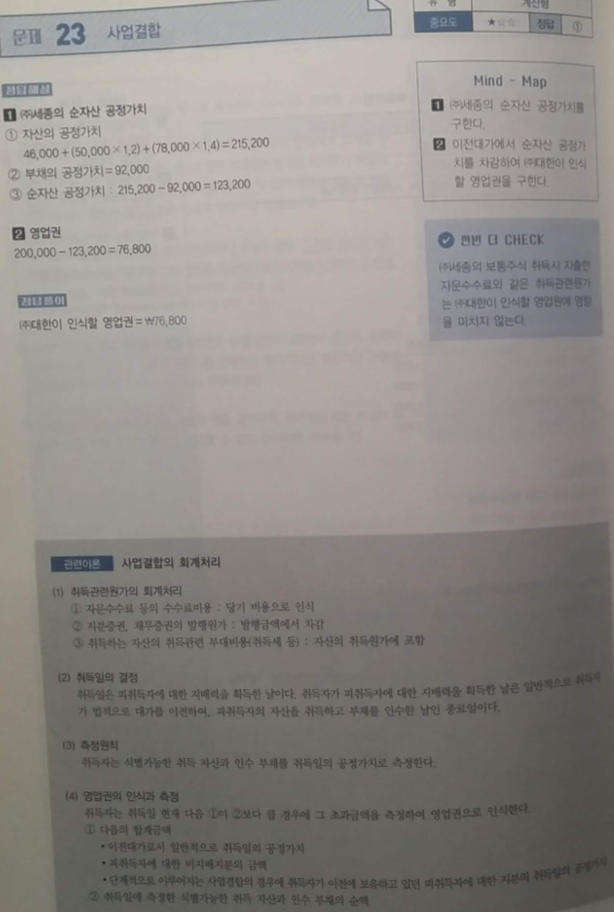 문제 23 사업결합
유 형 계산형
중요도 ★☆☆ 정답 ①
정답해설
1 ㈜세종의 순자산 공정가치
① 자산의 공정가치
46,000+(50,000×1.2)+(78,000×1.4)=215,200
② 부채의 공정가치=92,000
③ 순자산 공정가치 : 215,200-92,000=123,200
2 영업권
200,000-123,200=76,800
정답풀이
㈜대한이 인식할 영업권=₩76,800
Mind - Map
1 ㈜세종의 순자산 공정가치를
구한다.
2 이전대가에서 순자산 공정가
치를 차감하여 ㈜대한이 인식
할 영업권을 구한다.
한번 더 CHECK
㈜세종의 보통주식 취득시 지출한
자문수수료와 같은 취득관련원가
는 ㈜대한이 인식할 영업권에 영향
을 미치지 않는다.
관련이론 사업결합의 회계처리
(1) 취득관련원가의 회계처리
① 자문수수료 등의 수수료비용 : 당기 비용으로 인식
② 지분증권, 채무증권의 발행원가 : 발행금액에서 차감
③ 취득하는 자산의 취득관련 부대비용(취득세 등) : 자산의 취득원가에 포함
(2) 취득일의 결정
취득일은 피취득자에 대한 지배력을 획득한 날이다. 취득자가 피취득자에 대한 지배력을 획득한 날은 일반적으로 취득자
가 법적으로 대가를 이전하여, 피취득자의 자산을 취득하고 부채를 인수한 날인 종료일이다.
(3) 측정원칙
취득자는 식별가능한 취득 자산과 인수 부채를 취득일의 공정가치로 측정한다.
(4) 영업권의 인식과 측정
취득자는 취득일 현재 다음 ①이 ②보다 클 경우에 그 초과금액을 측정하여 영업권으로 인식한다.
① 다음의 합계금액
• 이전대가로서 일반적으로 취득일의 공정가치
• 피취득자에 대한 비지배지분의 금액
• 단계적으로 이루어지는 사업결합의 경우에 취득자가 이전에 보유하고 있던 피취득자에 대한 지분의 취득일의 공정가치
② 취득일에 측정한 식별가능한 취득 자산과 인수 부채의 순액